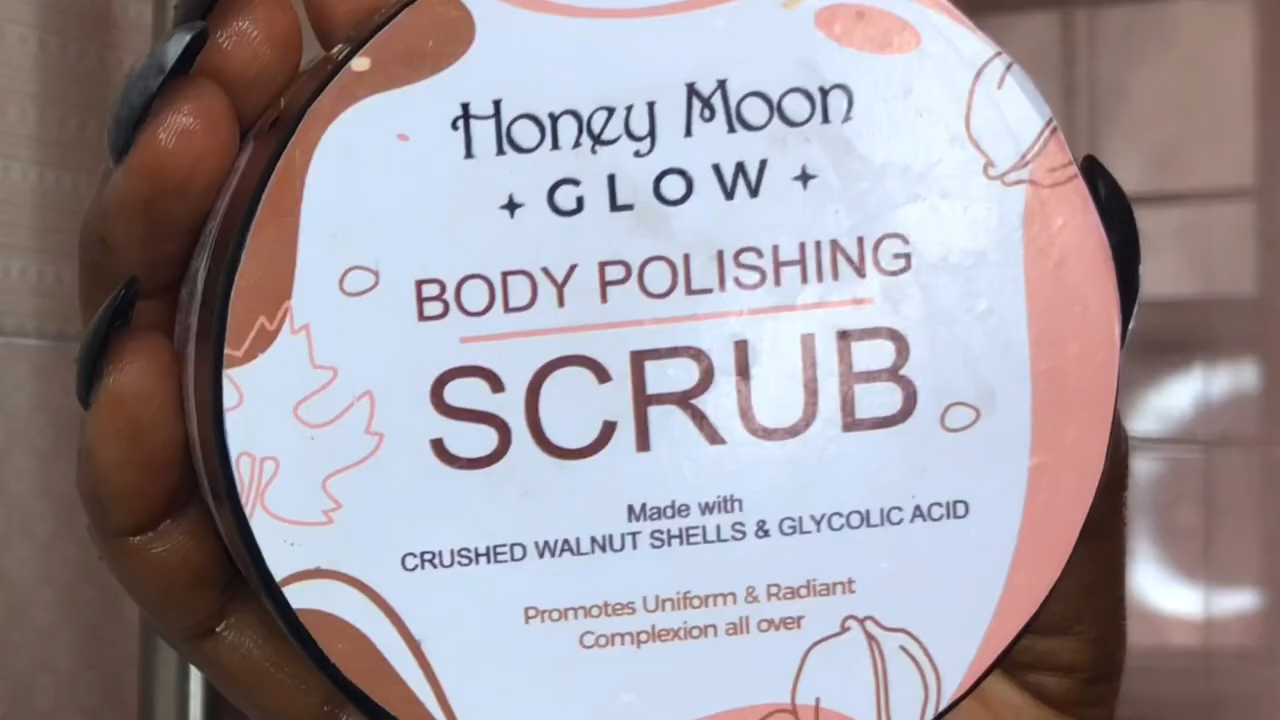 Honey Moon
GLOW
BODY POLISHING
SCRUB
Made with
CRUSHED WALNUT SHELLS & GLYCOLIC ACID
Promotes Uniform & Radiant
Complexion all over